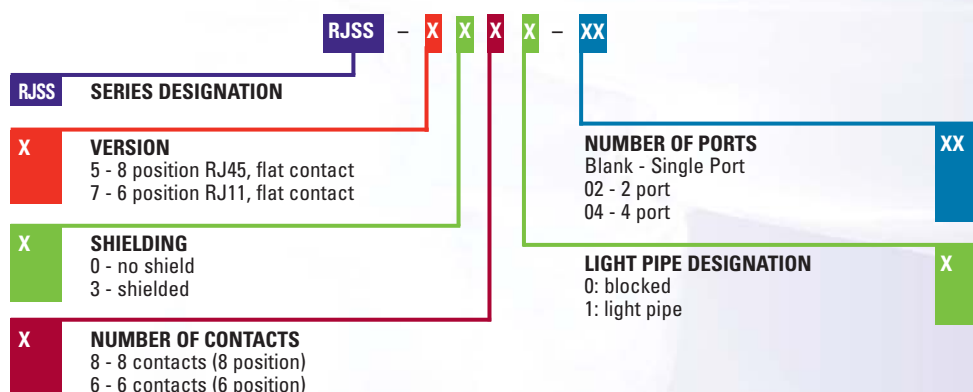 RJSS – X X X X – XX
RJSS SERIES DESIGNATION
X VERSION
5 - 8 position RJ45, flat contact
7 - 6 position RJ11, flat contact
X SHIELDING
0 - no shield
3 - shielded
X NUMBER OF CONTACTS
8 - 8 contacts (8 position)
6 - 6 contacts (6 position)
NUMBER OF PORTS XX
Blank - Single Port
02 - 2 port
04 - 4 port
LIGHT PIPE DESIGNATION X
0: blocked
1: light pipe